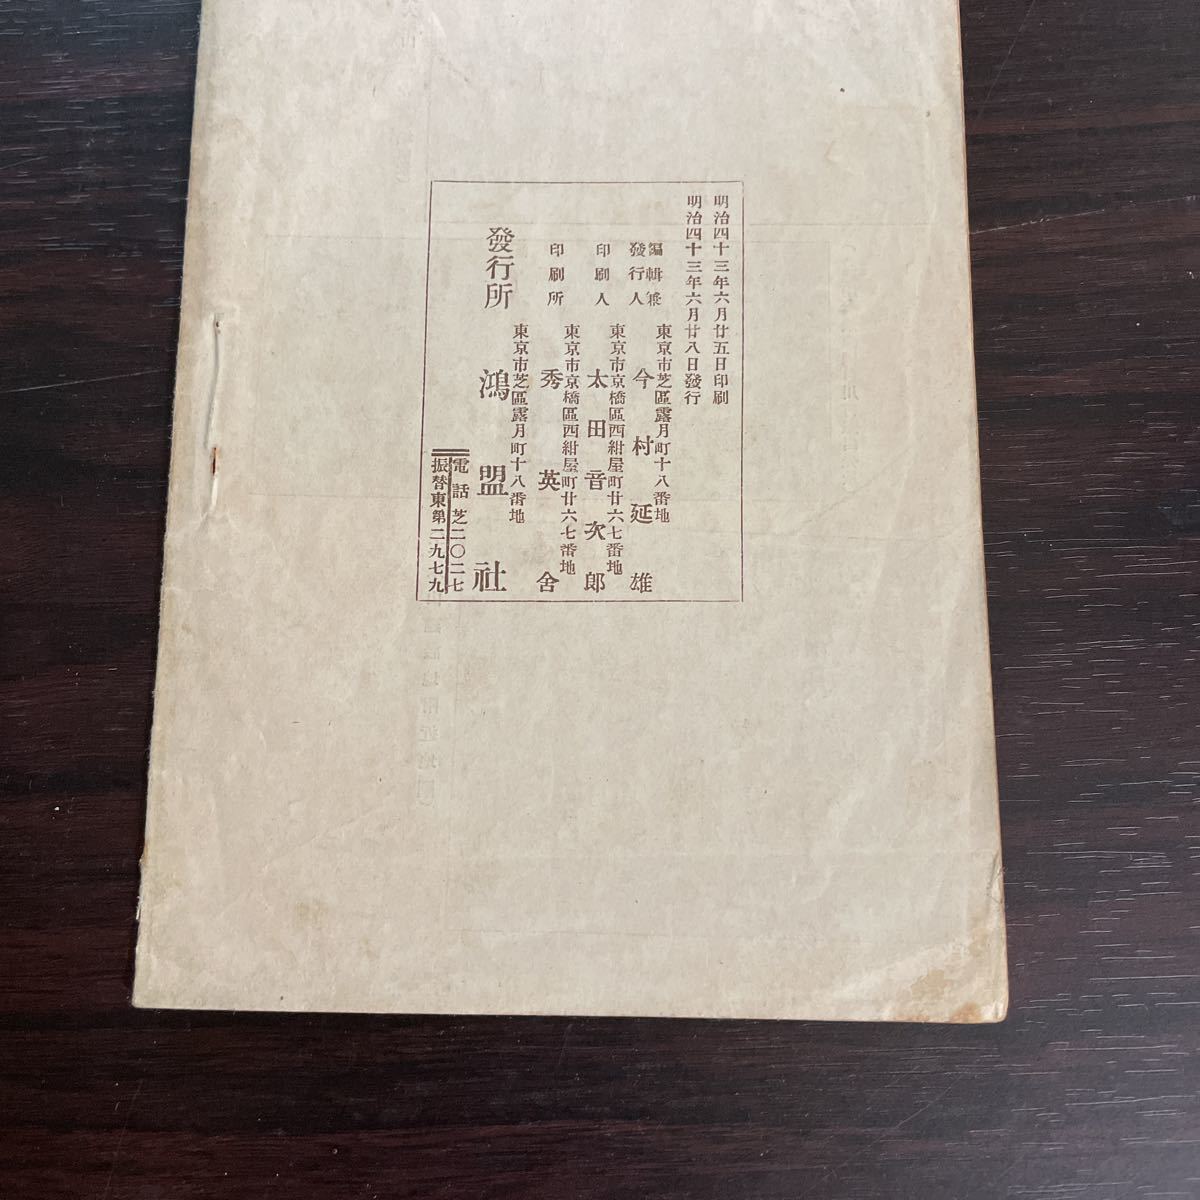 明治四十三年六月廿五日印刷
明治四十三年六月廿八日發行
東京市芝區露月町十八番地
編輯兼
發行人 今村延雄
東京市京橋區西紺屋町廿六七番地
印刷人 太田音次郎
東京市京橋區西紺屋町廿六七番地
印刷所 秀英舍
東京市芝區露月町十八番地
發行所 鴻盟社
電話芝二〇二七
振替東第二九七九